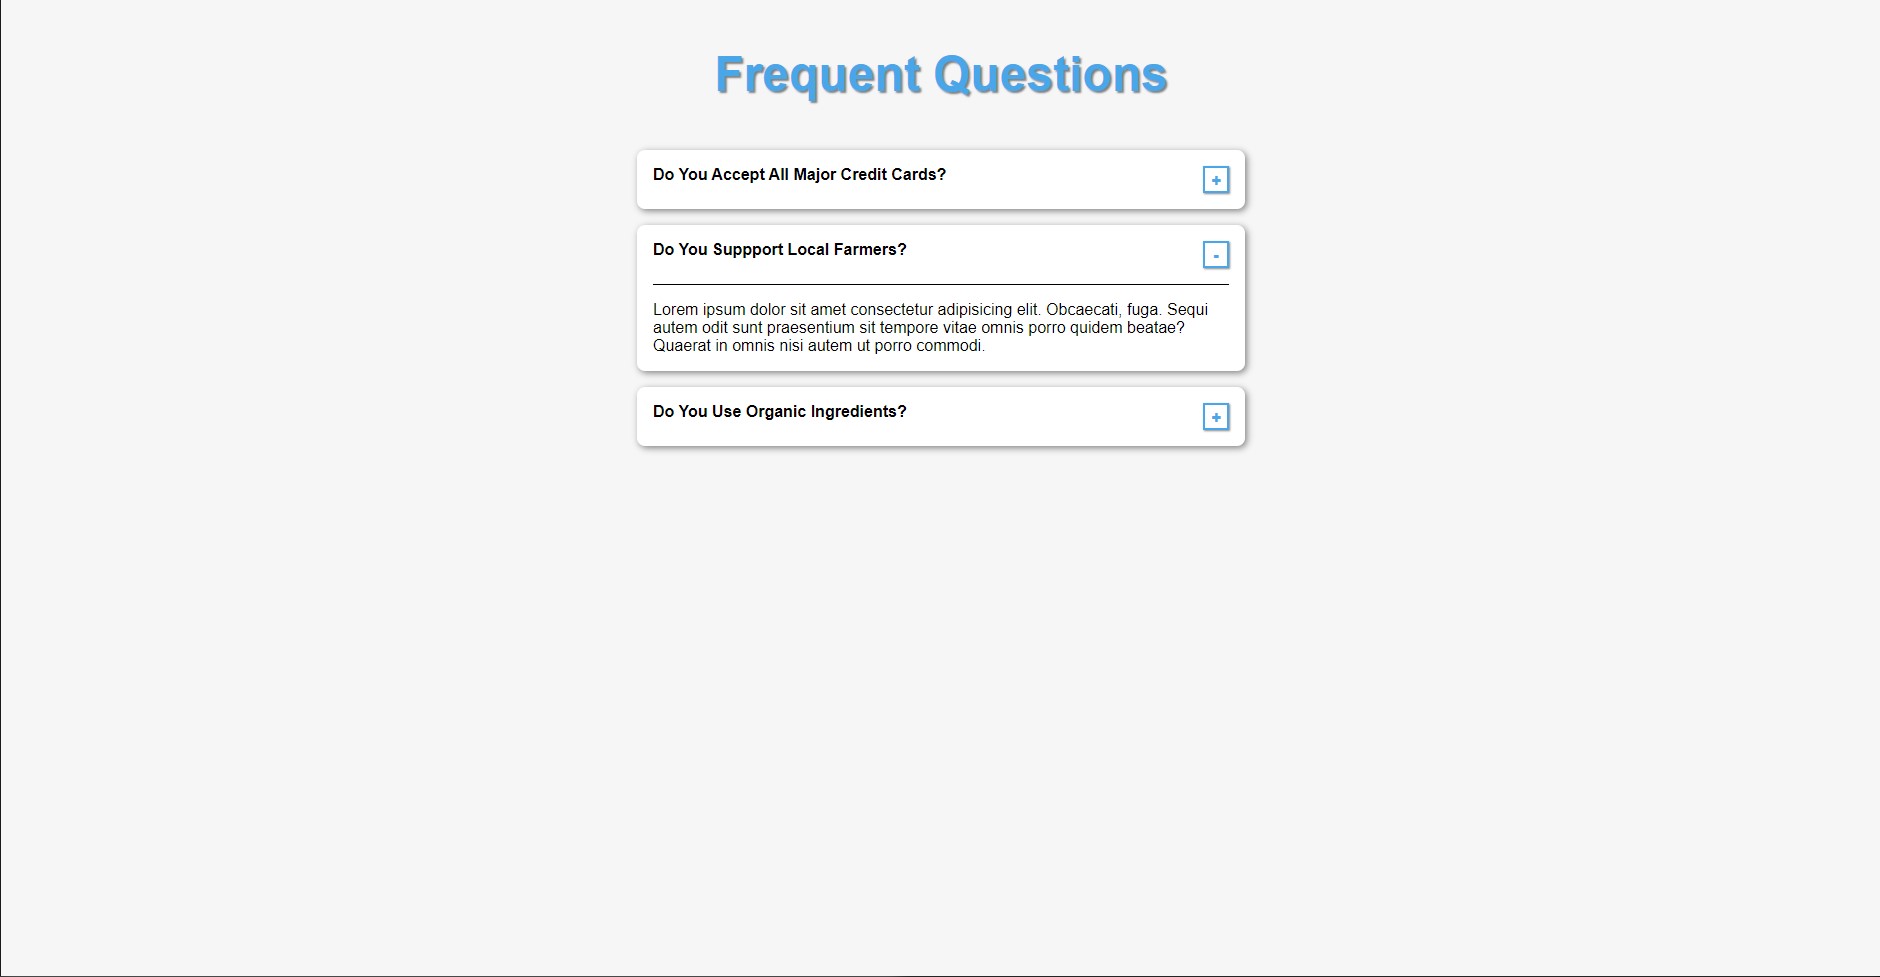 Frequent Questions
Do You Accept All Major Credit Cards?
+
Do You Suppport Local Farmers?
-
Lorem ipsum dolor sit amet consectetur adipisicing elit. Obcaecati, fuga. Sequi
autem odit sunt praesentium sit tempore vitae omnis porro quidem beatae?
Quaerat in omnis nisi autem ut porro commodi.
Do You Use Organic Ingredients?
+